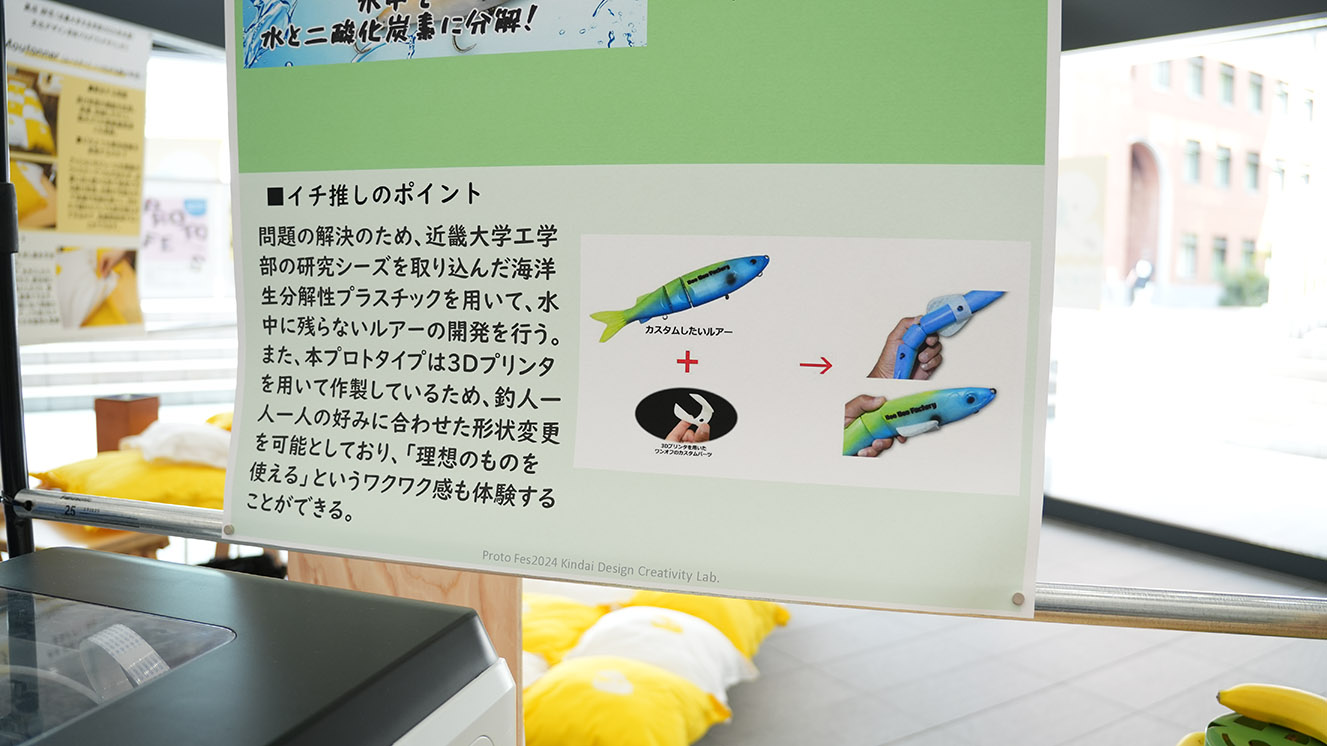 水中で
水と二酸化炭素に分解!
■イチ推しのポイント
問題の解決のため、近畿大学工学
部の研究シーズを取り込んだ海洋
生分解性プラスチックを用いて、水
中に残らないルアーの開発を行う。
また、本プロトタイプは3Dプリンタ
を用いて作製しているため、釣人一
人一人の好みに合わせた形状変更
を可能としており、「理想のものを
使える」というワクワク感も体験する
ことができる。
カスタムしたいルアー
+
→
3Dプリンタを用いた
ワンオフのカスタムパーツ
Proto Fes2024 Kindai Design Creativity Lab.
25